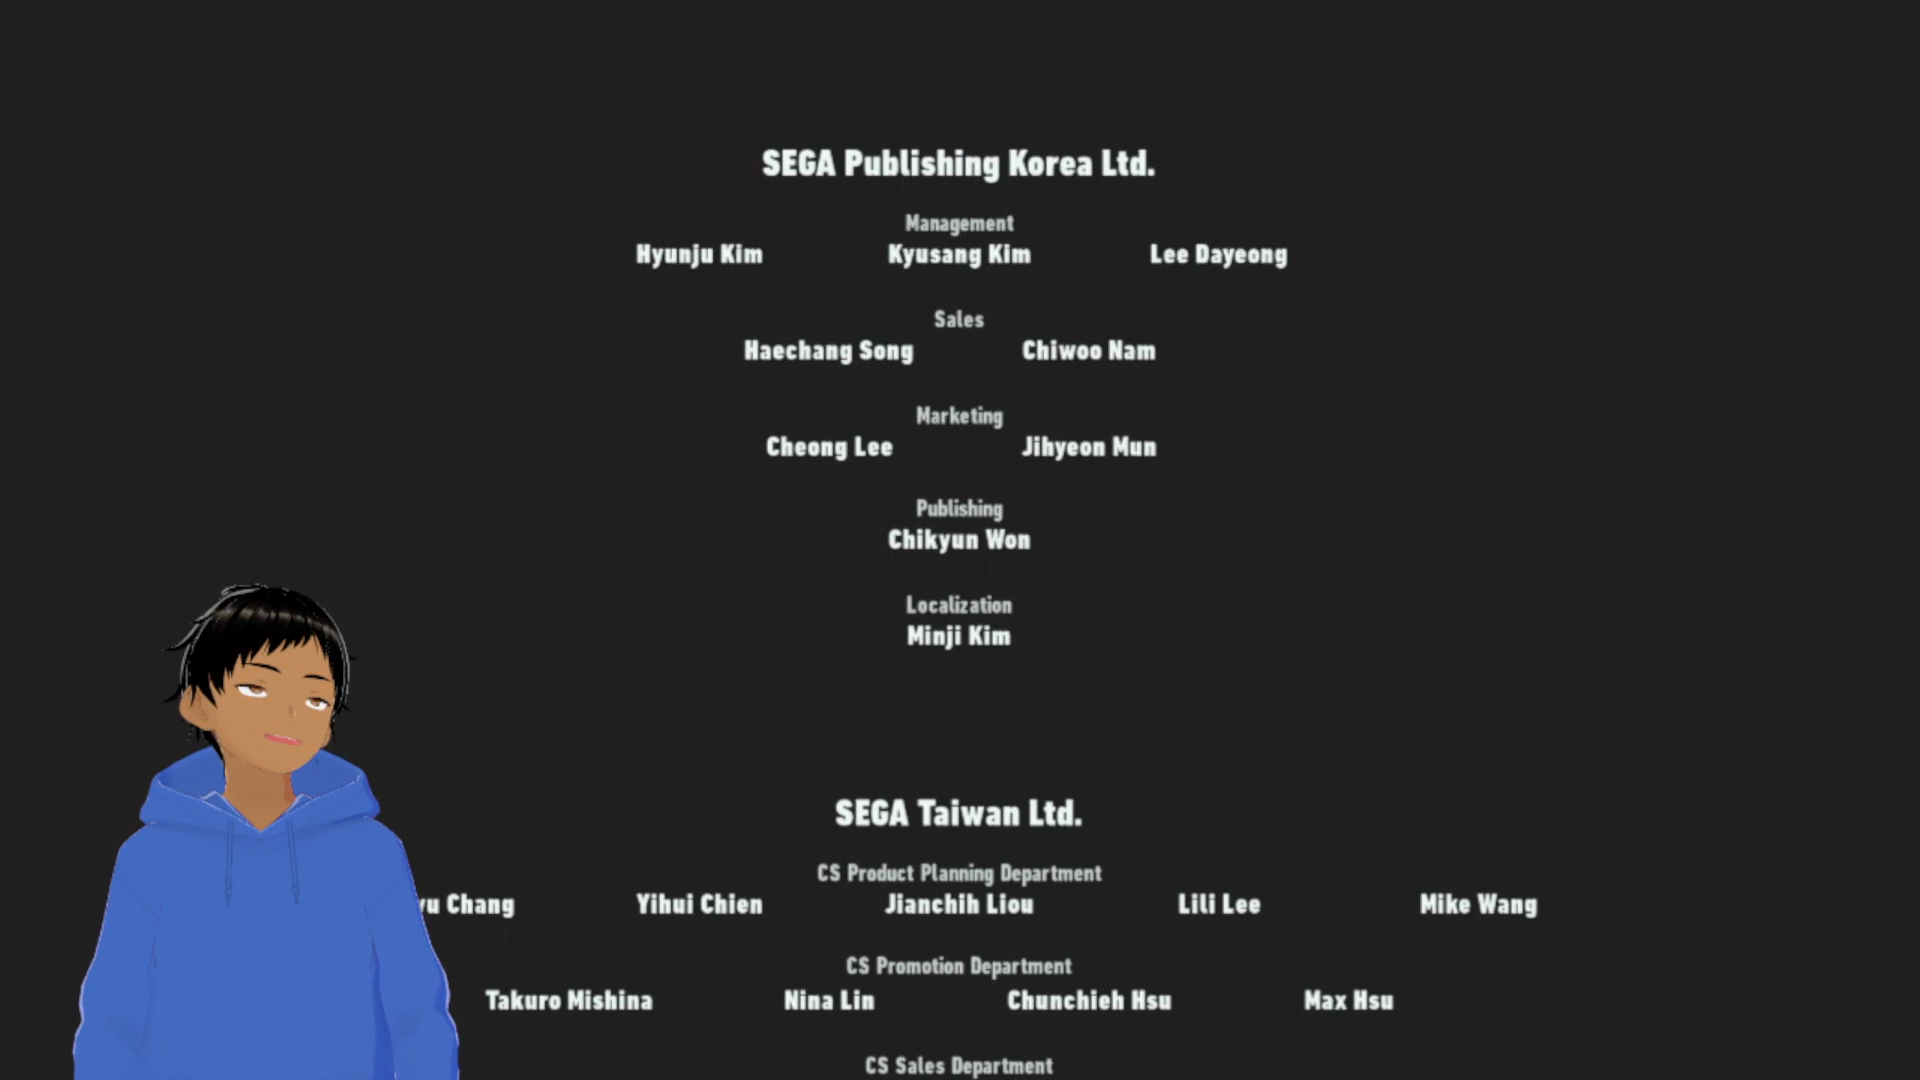 SEGA Publishing Korea Ltd.
Management
Hyunju Kim Kyusang Kim Lee Dayeong
Sales
Haechang Song Chiwoo Nam
Marketing
Cheong Lee Jihyeon Mun
Publishing
Chikyun Won
Localization
Minji Kim
SEGA Taiwan Ltd.
CS Product Planning Department
Chang Yihui Chien Jianchih Liou Lili Lee Mike Wang
CS Promotion Department
Takuro Mishina Nina Lin Chunchieh Hsu Max Hsu
CS Sales Department